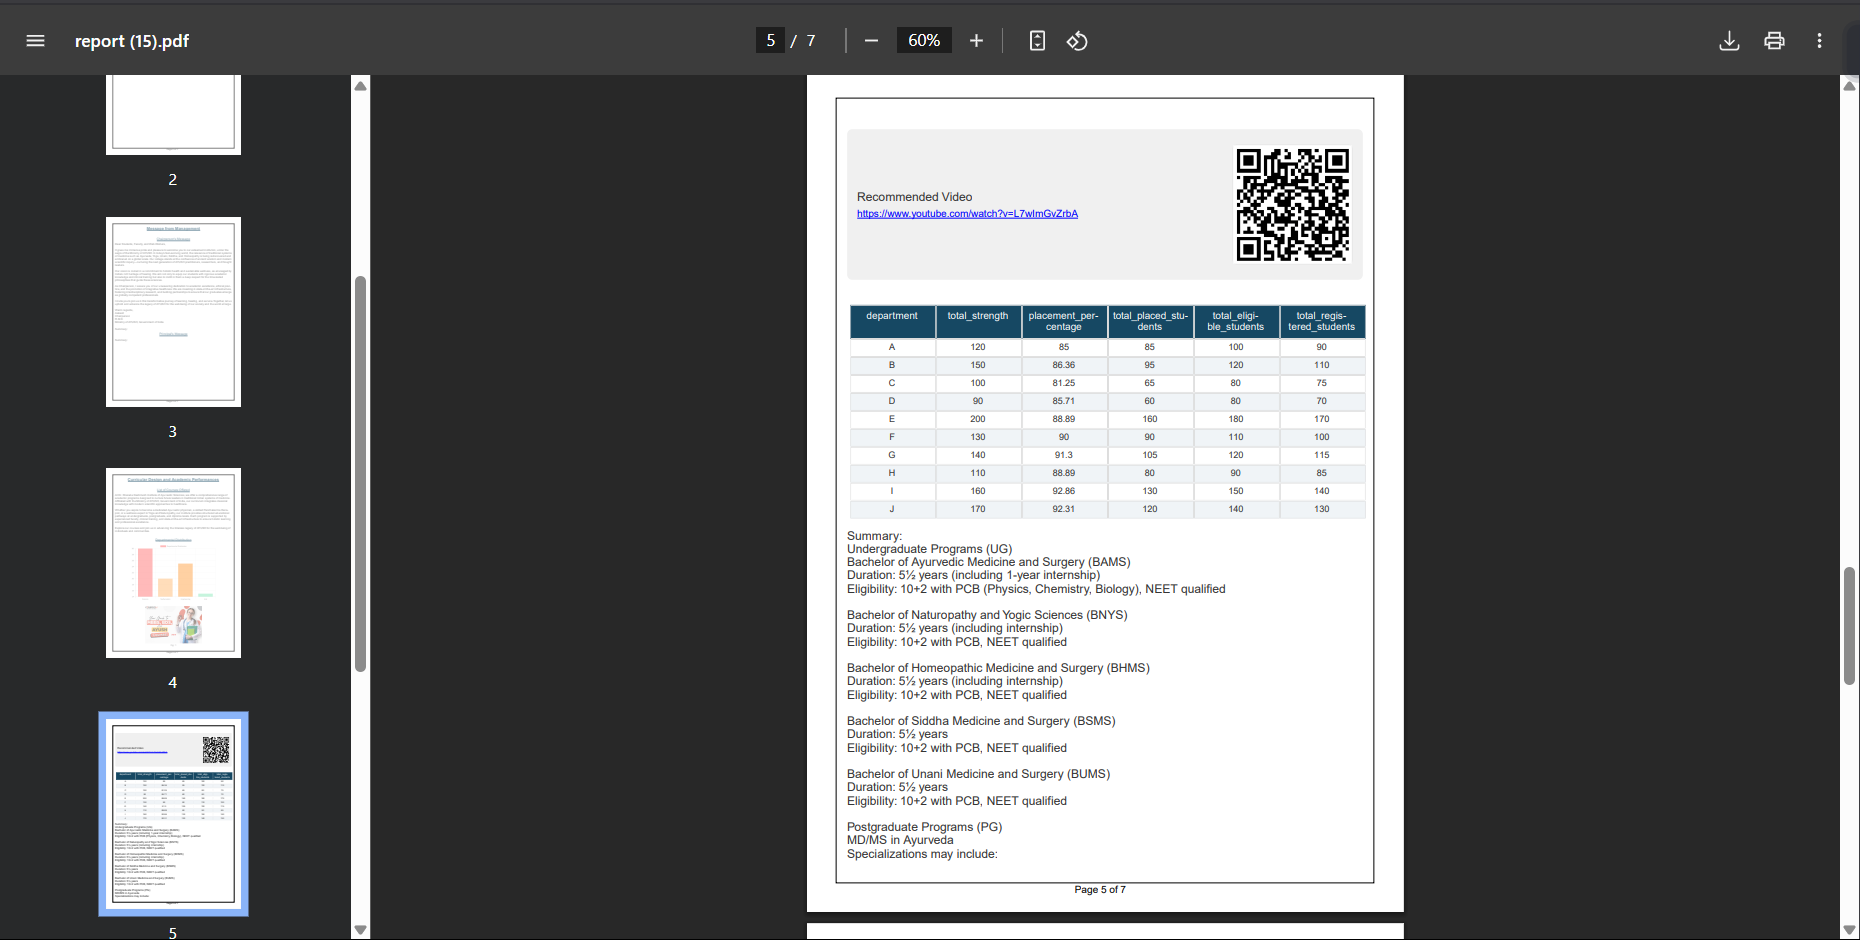 report (15).pdf
5 / 7
60%
2
3
4
5
Recommended Video
https://www.youtube.com/watch?v=L7wImGvZrbA
department total_strength placement_per-centage total_placed_stu-dents total_eligi-ble_students total_regis-tered_students
A 120 85 85 100 90
B 150 86.36 95 120 110
C 100 81.25 65 80 75
D 90 85.71 60 80 70
E 200 88.89 160 180 170
F 130 90 90 110 100
G 140 91.3 105 120 115
H 110 88.89 80 90 85
I 160 92.86 130 150 140
J 170 92.31 120 140 130
Summary:
Undergraduate Programs (UG)
Bachelor of Ayurvedic Medicine and Surgery (BAMS)
Duration: 5½ years (including 1-year internship)
Eligibility: 10+2 with PCB (Physics, Chemistry, Biology), NEET qualified
Bachelor of Naturopathy and Yogic Sciences (BNYS)
Duration: 5½ years (including internship)
Eligibility: 10+2 with PCB, NEET qualified
Bachelor of Homeopathic Medicine and Surgery (BHMS)
Duration: 5½ years (including internship)
Eligibility: 10+2 with PCB, NEET qualified
Bachelor of Siddha Medicine and Surgery (BSMS)
Duration: 5½ years
Eligibility: 10+2 with PCB, NEET qualified
Bachelor of Unani Medicine and Surgery (BUMS)
Duration: 5½ years
Eligibility: 10+2 with PCB, NEET qualified
Postgraduate Programs (PG)
MD/MS in Ayurveda
Specializations may include:
Page 5 of 7